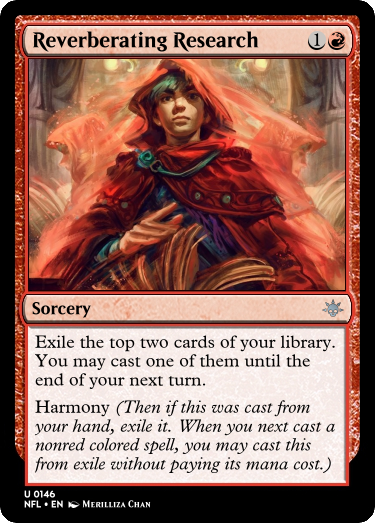 Reverberating Research 1
Sorcery
Exile the top two cards of your library.
You may cast one of them until the
end of your next turn.
Harmony (Then if this was cast from
your hand, exile it. When you next cast a
nonred colored spell, you may cast this
from exile without paying its mana cost.)
U 0146
NFL • EN Merilliza Chan